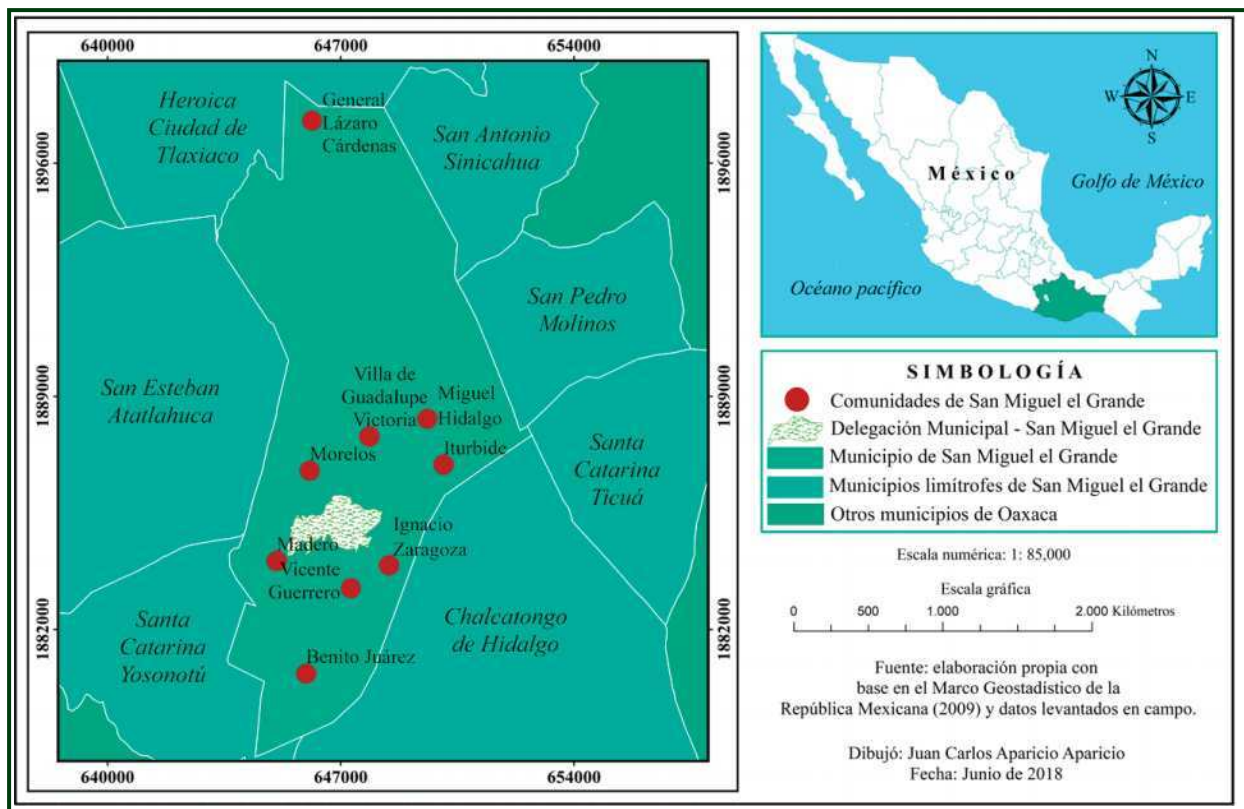 640000
647000
654000
Heroica
Ciudad de
Tlaxiaco
General
Lázaro
Cárdenas
San Antonio
Sinicahua
1896000
1896000
San Pedro
Molinos
San Esteban
Atatlahuca
Villa de
Guadalupe
Victoria
Miguel
Hidalgo
1889000
1889000
Morelos
Iturbide
Santa
Catarina
Ticuá
Ignacio
Zaragoza
Madero
Vicente
Guerrero
1882000
1882000
Santa
Catarina
Yosonotú
Chalcatongo
de Hidalgo
Benito Juárez
640000
647000
654000
N
W
E
S
México
Golfo de México
Océano pacífico
SIMBOLOGÍA
Comunidades de San Miguel el Grande
Delegación Municipal - San Miguel el Grande
Municipio de San Miguel el Grande
Municipios limítrofes de San Miguel el Grande
Otros municipios de Oaxaca
Escala numérica: 1: 85,000
Escala gráfica
0 500 1.000 2.000 Kilómetros
Fuente: elaboración propia con
base en el Marco Geostadístico de la
República Mexicana (2009) y datos levantados en campo.
Dibujó: Juan Carlos Aparicio Aparicio
Fecha: Junio de 2018